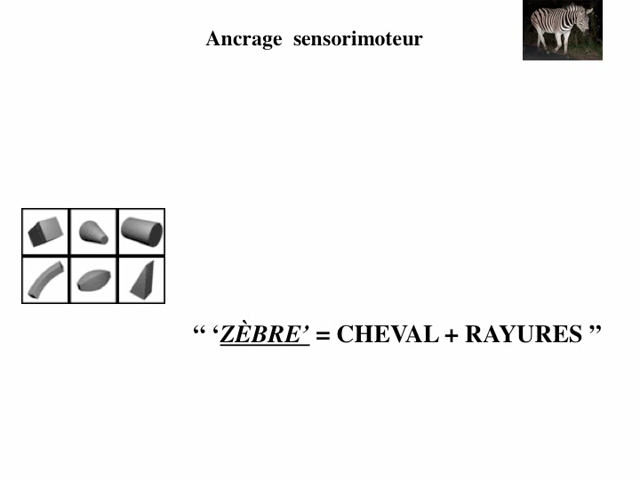 Ancrage sensorimoteur
“ ‘ZÈBRE’ = CHEVAL + RAYURES ”